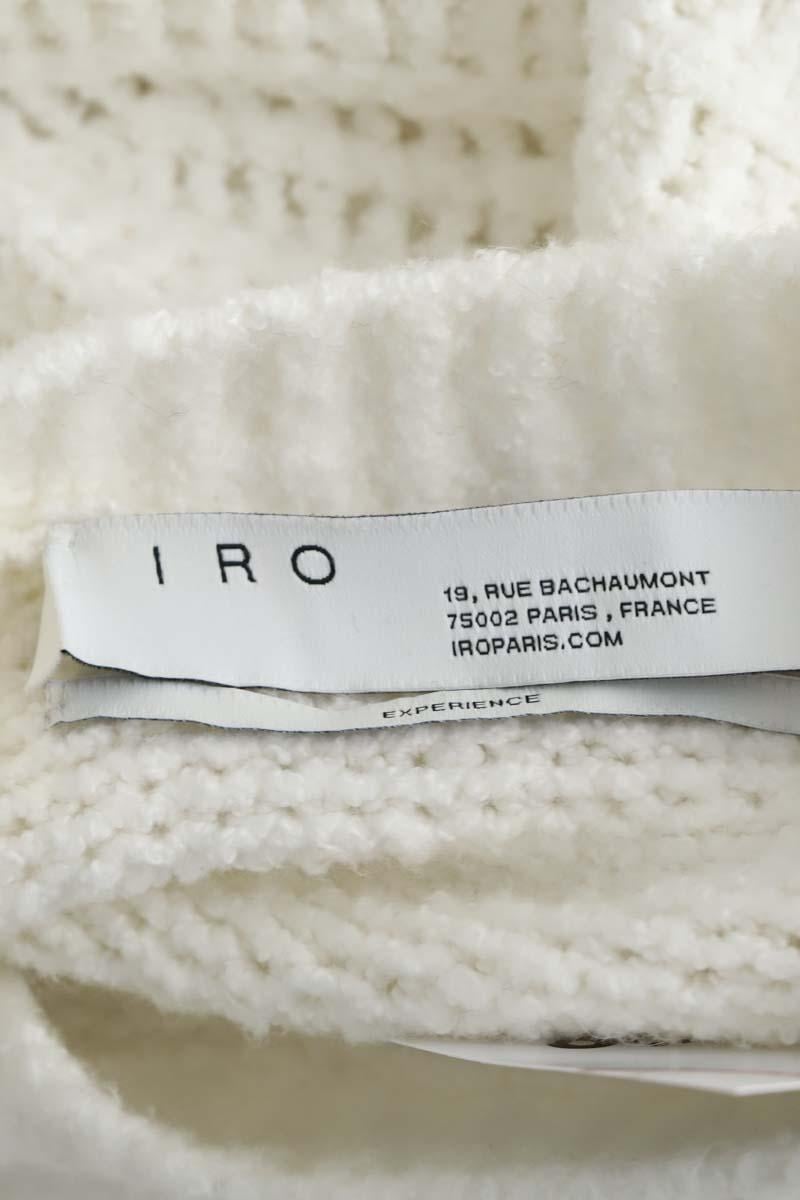 IRO
19, RUE BACHAUMONT
75002 PARIS, FRANCE
IROPARIS.COM
EXPERIENCE